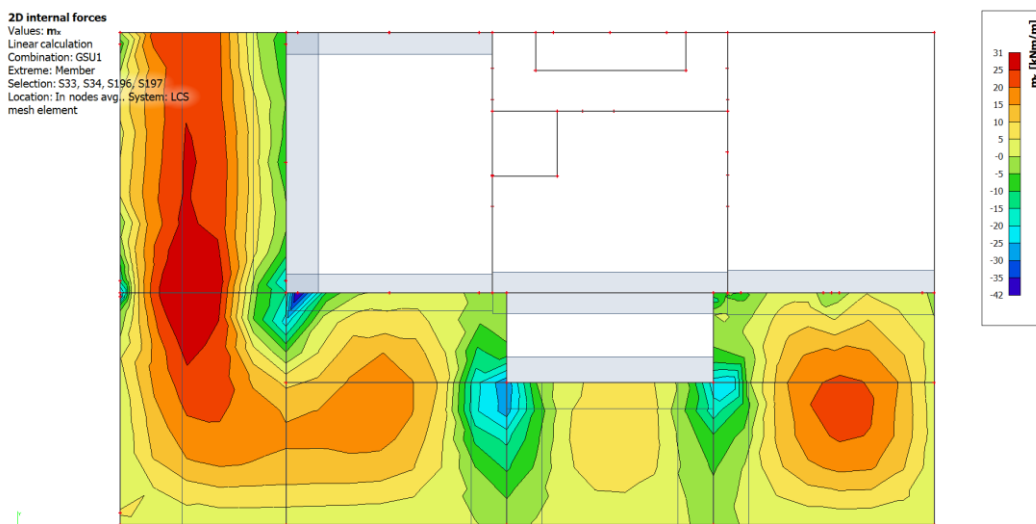 2D internal forces
Values: mx
Linear calculation
Combination: GSU1
Extreme: Member
Selection: S33, S34, S196, S197
Location: In nodes avg.. System: LCS
mesh element
mx [kNm/m]
31
25
20
15
10
5
-0
-5
-10
-15
-20
-25
-30
-35
-42